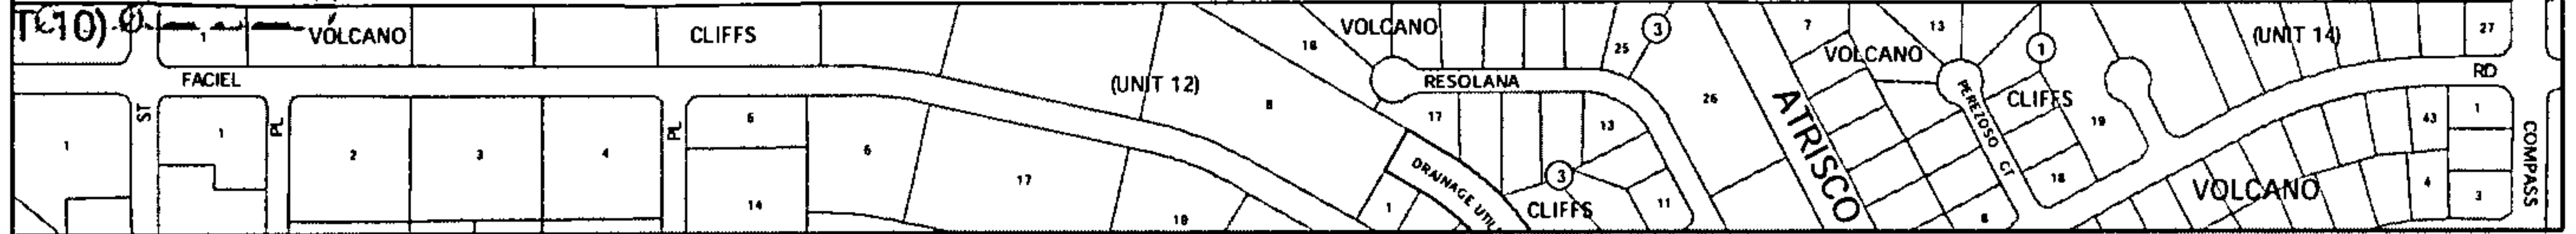 T-10)
1
VOLCANO
CLIFFS
FACIEL
1
ST
1
PL
2
3
4
PL
6
14
6
17
(UNIT 12)
8
18
16
VOLCANO
RESOLANA
25
3
17
13
3
CLIFFS
11
DRAINAGE UTIL
1
26
ATRISCO
7
VOLCANO
13
1
PEREZOSO CT
CLIFFS
19
18
(UNIT 14)
27
RD
VOLCANO
43
1
4
3
COMPASS